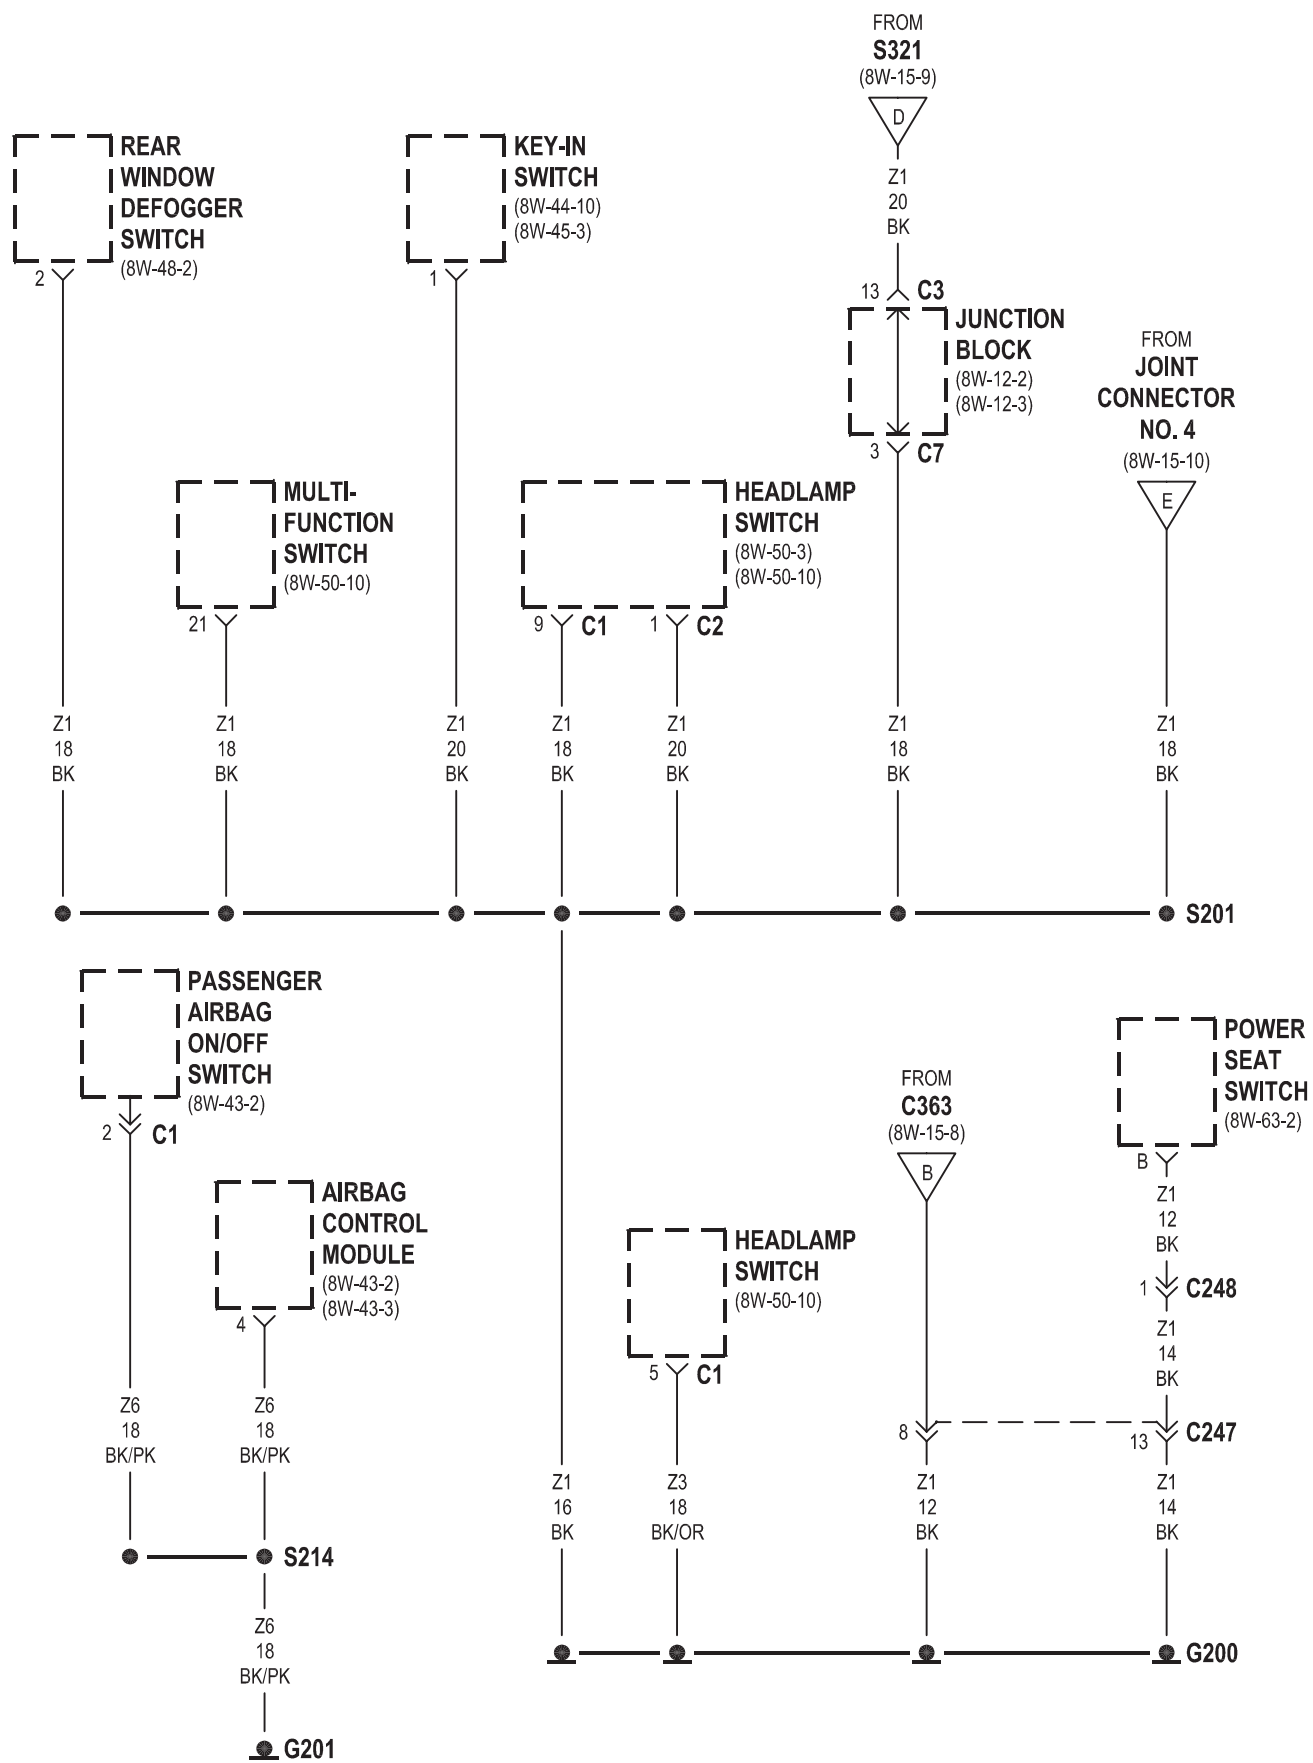 FROM
S321
(8W-15-9)
D
Z1
20
BK
REAR
WINDOW
DEFOGGER
SWITCH
(8W-48-2)
2
KEY-IN
SWITCH
(8W-44-10)
(8W-45-3)
1
13
C3
JUNCTION
BLOCK
(8W-12-2)
(8W-12-3)
3
C7
FROM
JOINT
CONNECTOR
NO. 4
(8W-15-10)
E
MULTI-
FUNCTION
SWITCH
(8W-50-10)
21
HEADLAMP
SWITCH
(8W-50-3)
(8W-50-10)
9
C1
1
C2
Z1
18
BK
Z1
18
BK
Z1
20
BK
Z1
18
BK
Z1
20
BK
Z1
18
BK
Z1
18
BK
S201
PASSENGER
AIRBAG
ON/OFF
SWITCH
(8W-43-2)
2
C1
AIRBAG
CONTROL
MODULE
(8W-43-2)
(8W-43-3)
4
FROM
C363
(8W-15-8)
B
POWER
SEAT
SWITCH
(8W-63-2)
B
Z1
12
BK
1
C248
Z1
14
BK
HEADLAMP
SWITCH
(8W-50-10)
5
C1
8
13
C247
Z6
18
BK/PK
Z6
18
BK/PK
Z1
16
BK
Z3
18
BK/OR
Z1
12
BK
Z1
14
BK
S214
Z6
18
BK/PK
G200
G201